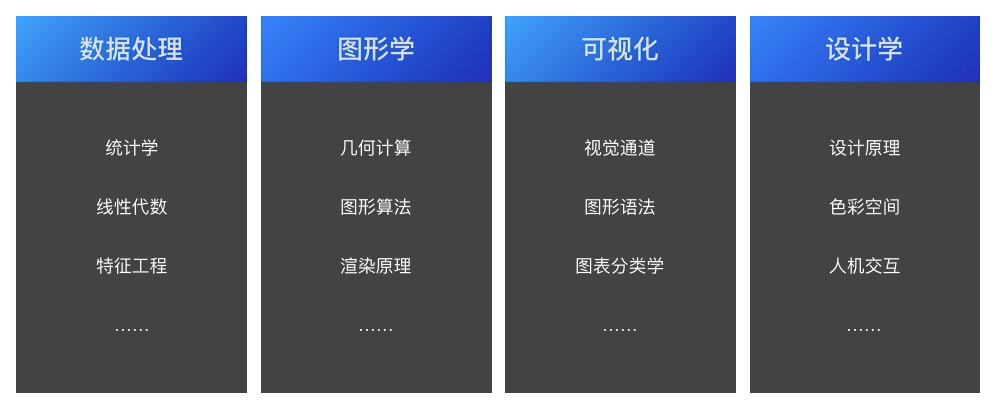 数据处理
统计学
线性代数
特征工程
……
图形学
几何计算
图形算法
渲染原理
……
可视化
视觉通道
图形语法
图表分类学
……
设计学
设计原理
色彩空间
人机交互
……